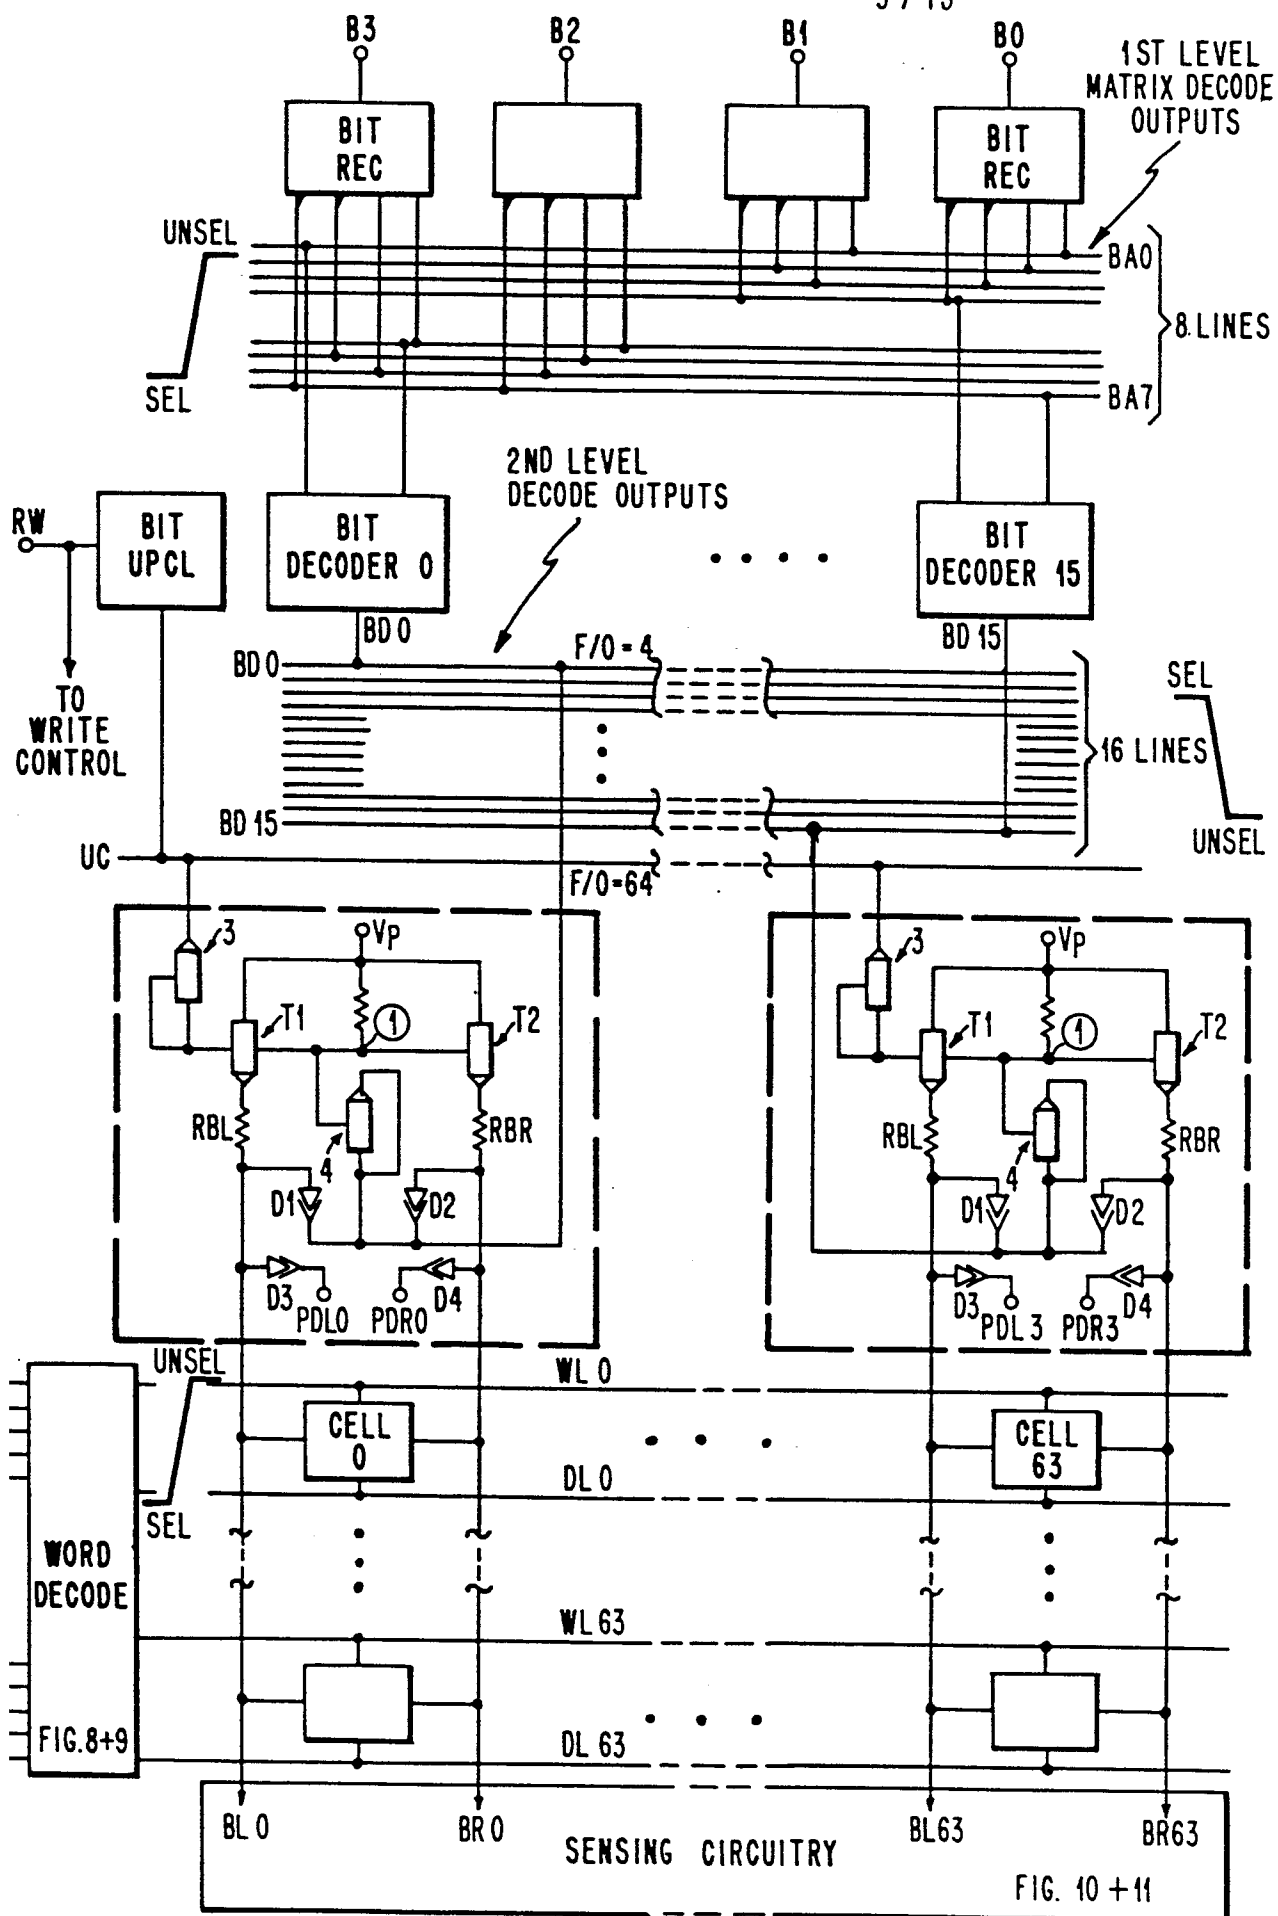 B3
B2
B1
B0
1ST LEVEL
MATRIX DECODE
OUTPUTS
BIT
REC
BIT
REC
UNSEL
BA0
8 LINES
SEL
BA7
2ND LEVEL
DECODE OUTPUTS
RW
BIT
UPCL
BIT
DECODER 0
BIT
DECODER 15
BD 0
BD 15
BD 0
F/O=4
SEL
TO
WRITE
CONTROL
16 LINES
BD 15
UNSEL
UC
F/O=64
3
VP
T1
1
T2
RBL
4
RBR
D1
D2
D3
D4
PDL0
PDR0
3
VP
T1
1
T2
RBL
4
RBR
D1
D2
D3
D4
PDL 3
PDR3
UNSEL
WL 0
CELL
0
CELL
63
DL 0
SEL
WORD
DECODE
WL 63
FIG.8+9
DL 63
BL 0
BR 0
BL63
BR63
SENSING CIRCUITRY
FIG. 10 +11